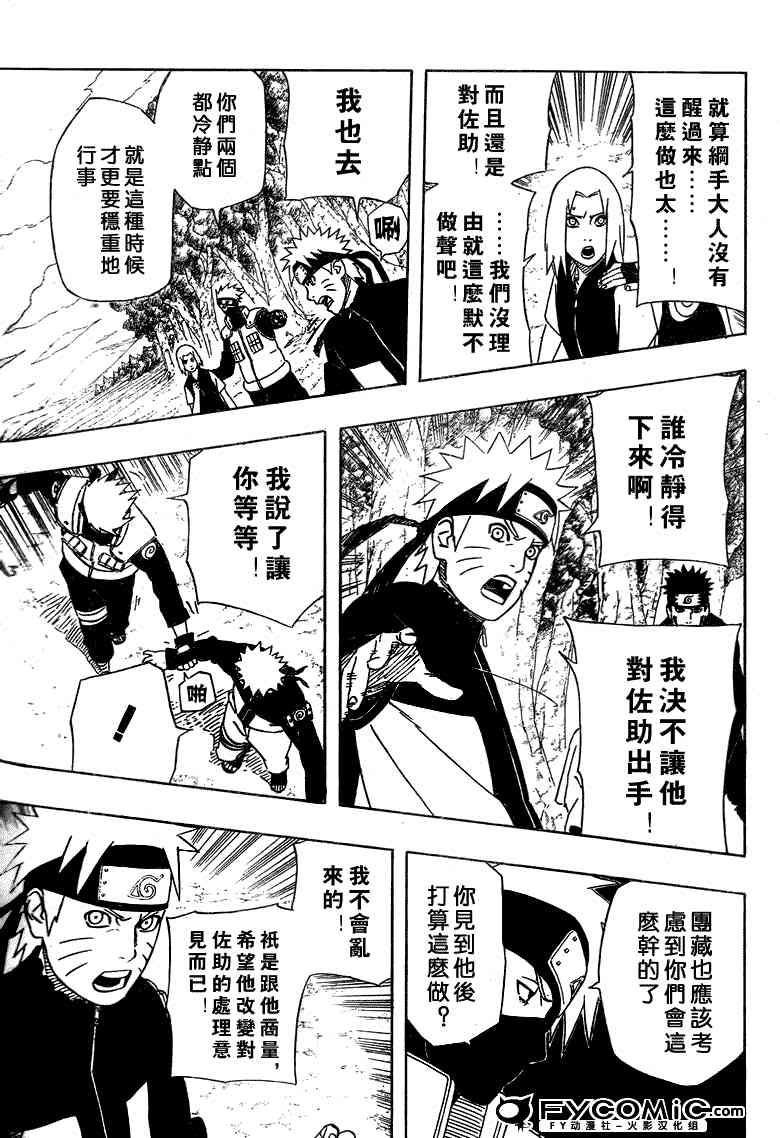 就算綱手大人沒有
醒過來……
這麼做也
太……！
而且還是
對佐助！
……我們沒理
由就這麼默不
做聲吧！
我也去
唰
你們兩個
都冷靜點
就是這種時候
才更要穩重地
行事
誰冷靜得
下來啊！
我決不讓他
對佐助出手！
我說了讓
你等等！
啪
！
團藏也應該考
慮到你們會這
麼幹的了
你見到他後
打算這麼做？
我不會亂
來的！
衹是跟他商量，
希望他改變對
佐助的處理意
見而已！
FYCOMIC.COM
FY动漫社-火影汉化组